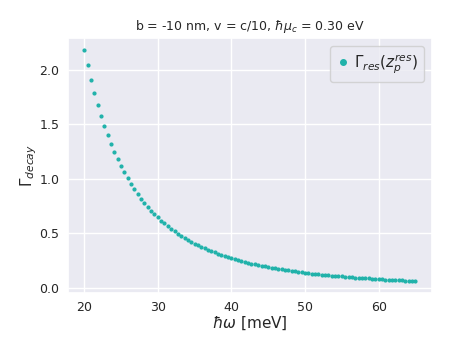 b = -10 nm, v = c/10, ℏμ_c = 0.30 eV
Γ_res(z_p^res)
Γ_decay
2.0
1.5
1.0
0.5
0.0
20 30 40 50 60
ℏω [meV]